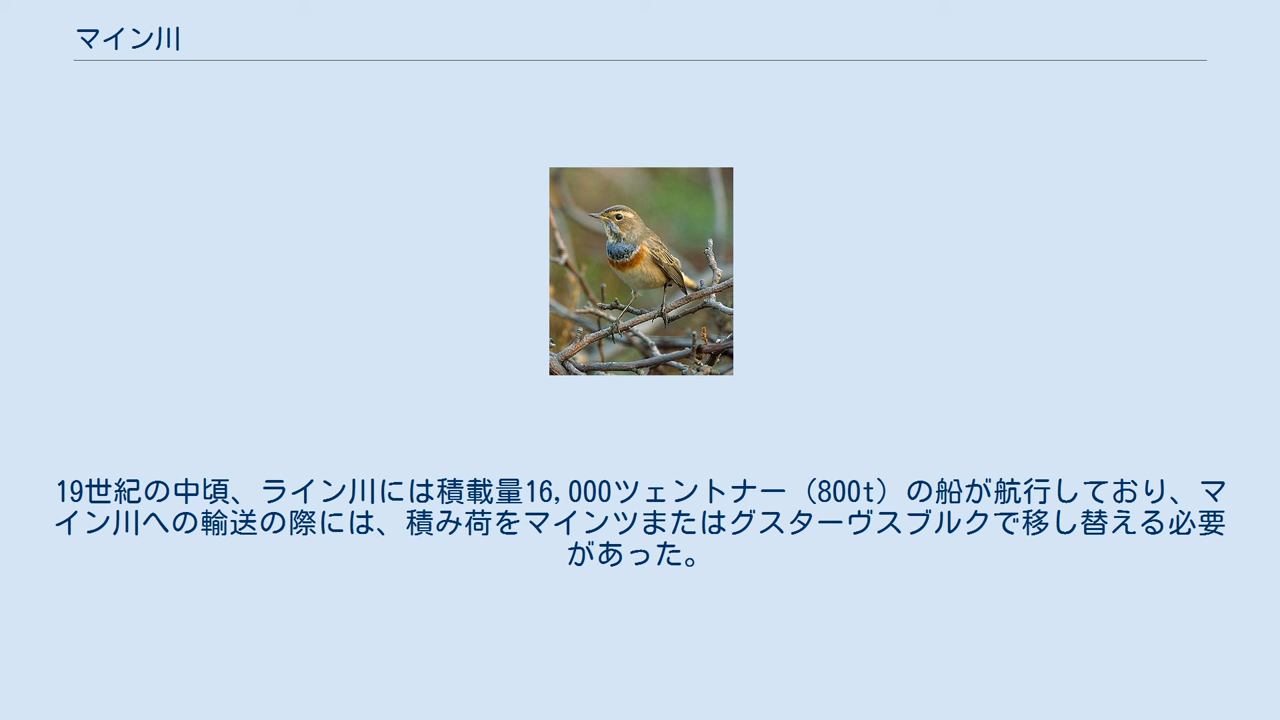 マイン川
19世紀の中頃、ライン川には積載量16,000ツェントナー（800t）の船が航行しており、マ
イン川への輸送の際には、積み荷をマインツまたはグスターヴスブルクで移し替える必要
があった。